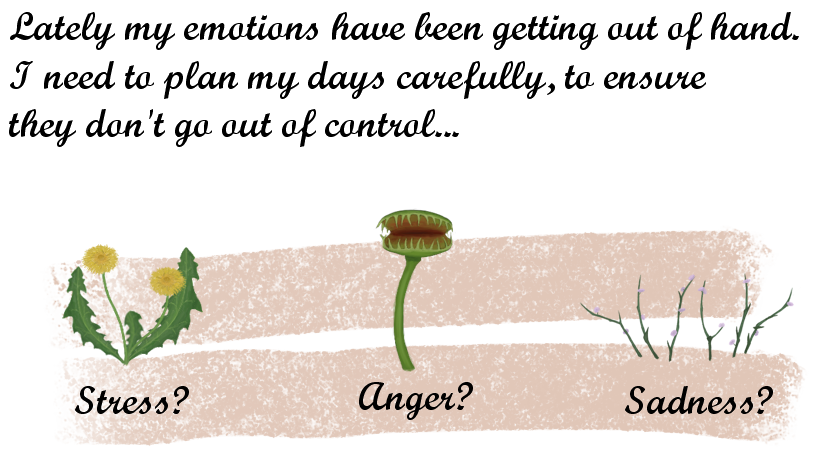 Lately my emotions have been getting out of hand.
I need to plan my days carefully, to ensure
they don't go out of control...
Stress?
Anger?
Sadness?